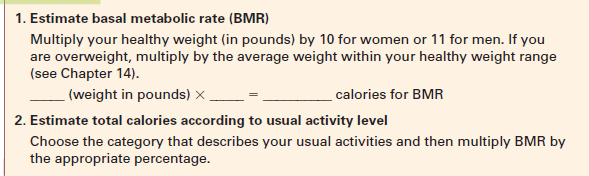 1. Estimate basal metabolic rate (BMR)
Multiply your healthy weight (in pounds) by 10 for women or 11 for men. If you
are overweight, multiply by the average weight within your healthy weight range
(see Chapter 14).
_____ (weight in pounds) × _____ = __________ calories for BMR
2. Estimate total calories according to usual activity level
Choose the category that describes your usual activities and then multiply BMR by
the appropriate percentage.